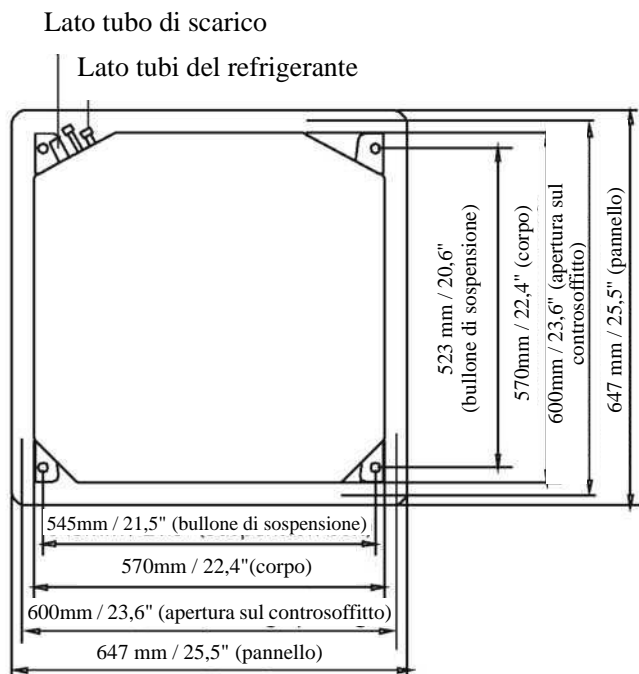 Lato tubo di scarico
Lato tubi del refrigerante
523 mm / 20,6"
(bullone di sospensione)
570mm / 22,4" (corpo)
600mm / 23,6" (apertura sul
controsoffitto)
647 mm / 25,5" (pannello)
545mm / 21,5" (bullone di sospensione)
570mm / 22,4"(corpo)
600mm / 23,6" (apertura sul controsoffitto)
647 mm / 25,5" (pannello)